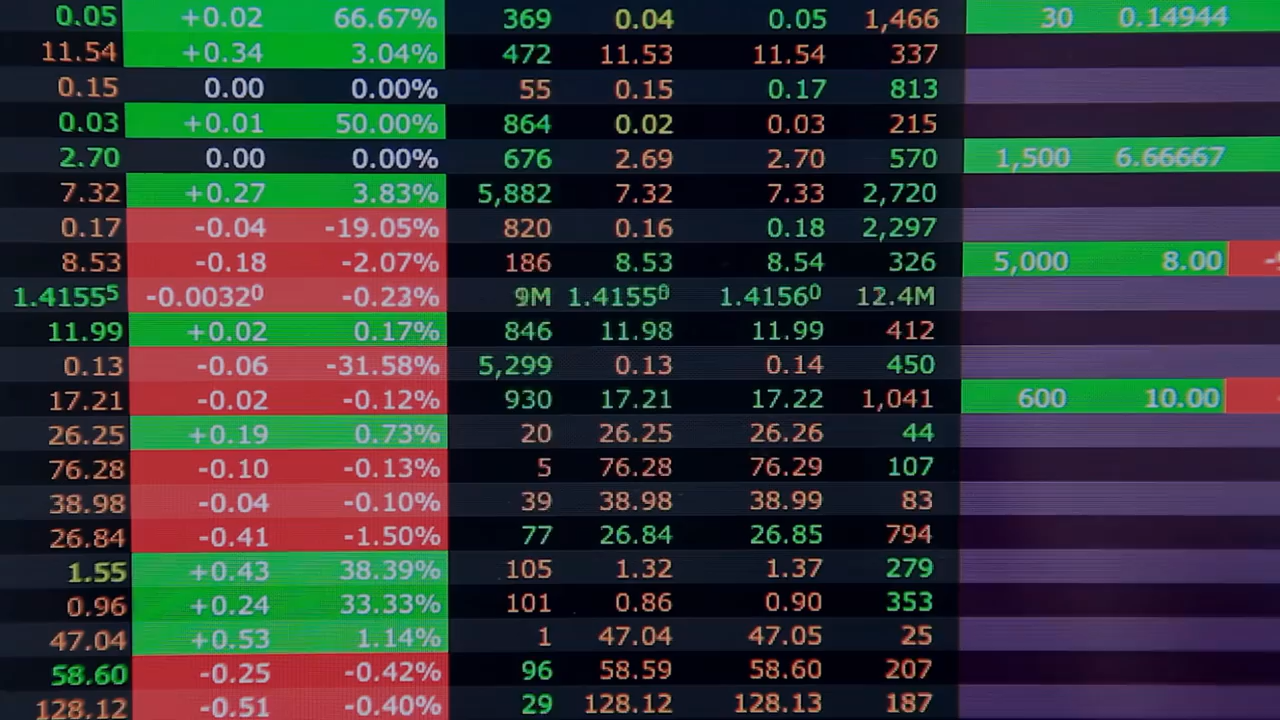 0.05 +0.02 66.67% 369 0.04 0.05 1,466 30 0.14944
11.54 +0.34 3.04% 472 11.53 11.54 337
0.15 0.00 0.00% 55 0.15 0.17 813
0.03 +0.01 50.00% 864 0.02 0.03 215
2.70 0.00 0.00% 676 2.69 2.70 570 1,500 6.66667
7.32 +0.27 3.83% 5,882 7.32 7.33 2,720
0.17 -0.04 -19.05% 820 0.16 0.18 2,297
8.53 -0.18 -2.07% 186 8.53 8.54 326 5,000 8.00
1.4155⁵ -0.0032⁰ -0.23% 9M 1.4155 1.4156⁰ 12.4M
11.99 +0.02 0.17% 846 11.98 11.99 412
0.13 -0.06 -31.58% 5,299 0.13 0.14 450
17.21 -0.02 -0.12% 930 17.21 17.22 1,041 600 10.00
26.25 +0.19 0.73% 20 26.25 26.26 44
76.28 -0.10 -0.13% 5 76.28 76.29 107
38.98 -0.04 -0.10% 39 38.98 38.99 83
26.84 -0.41 -1.50% 77 26.84 26.85 794
1.55 +0.43 38.39% 105 1.32 1.37 279
0.96 +0.24 33.33% 101 0.86 0.90 353
47.04 +0.53 1.14% 1 47.04 47.05 25
58.60 -0.25 -0.42% 96 58.59 58.60 207
128.12 -0.51 -0.40% 29 128.12 128.13 187